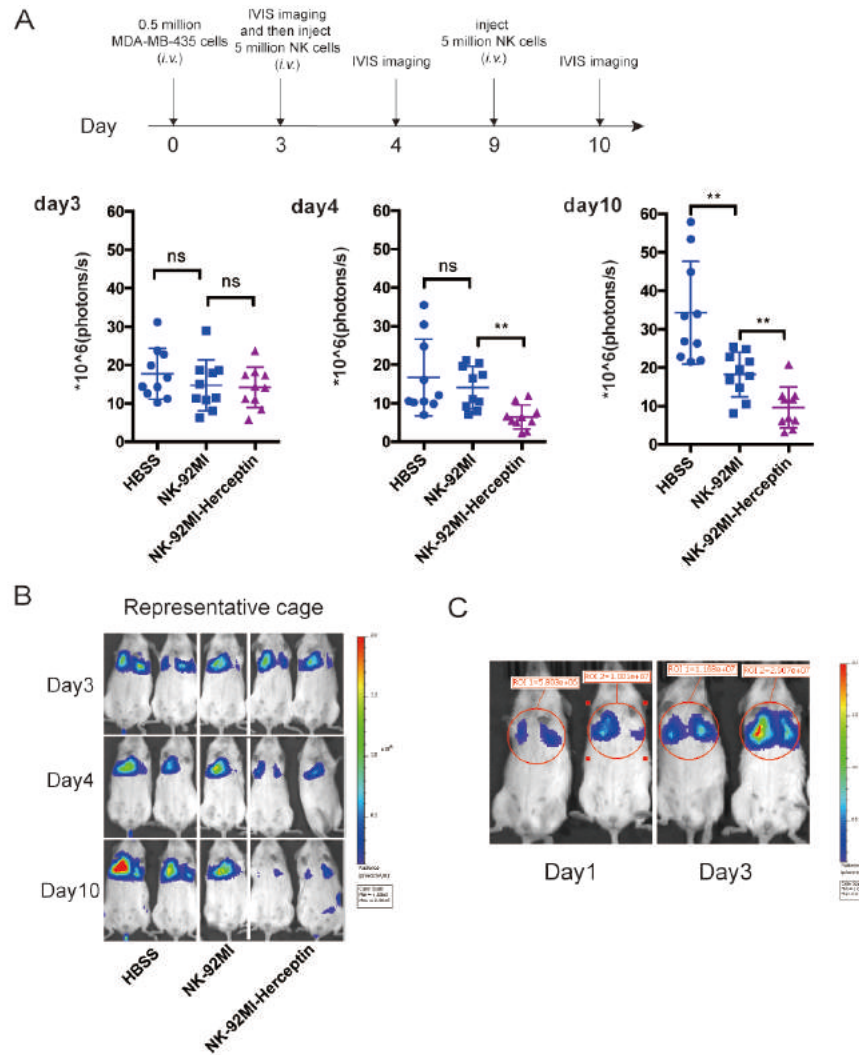 A
0.5 million
MDA-MB-435 cells
(i.v.)
IVIS imaging
and then inject
5 million NK cells
(i.v.)
IVIS imaging
inject
5 million NK cells
(i.v.)
IVIS imaging
Day
0
3
4
9
10
day3
*10^6(photons/s)
60
50
40
30
20
10
0
ns
ns
HBSS
NK-92MI
NK-92MI-Herceptin
day4
*10^6(photons/s)
60
50
40
30
20
10
0
ns
**
HBSS
NK-92MI
NK-92MI-Herceptin
day10
*10^6(photons/s)
60
50
40
30
20
10
0
**
**
HBSS
NK-92MI
NK-92MI-Herceptin
B
Representative cage
Day3
Day4
Day10
HBSS
NK-92MI
NK-92MI-Herceptin
C
Day1
Day3